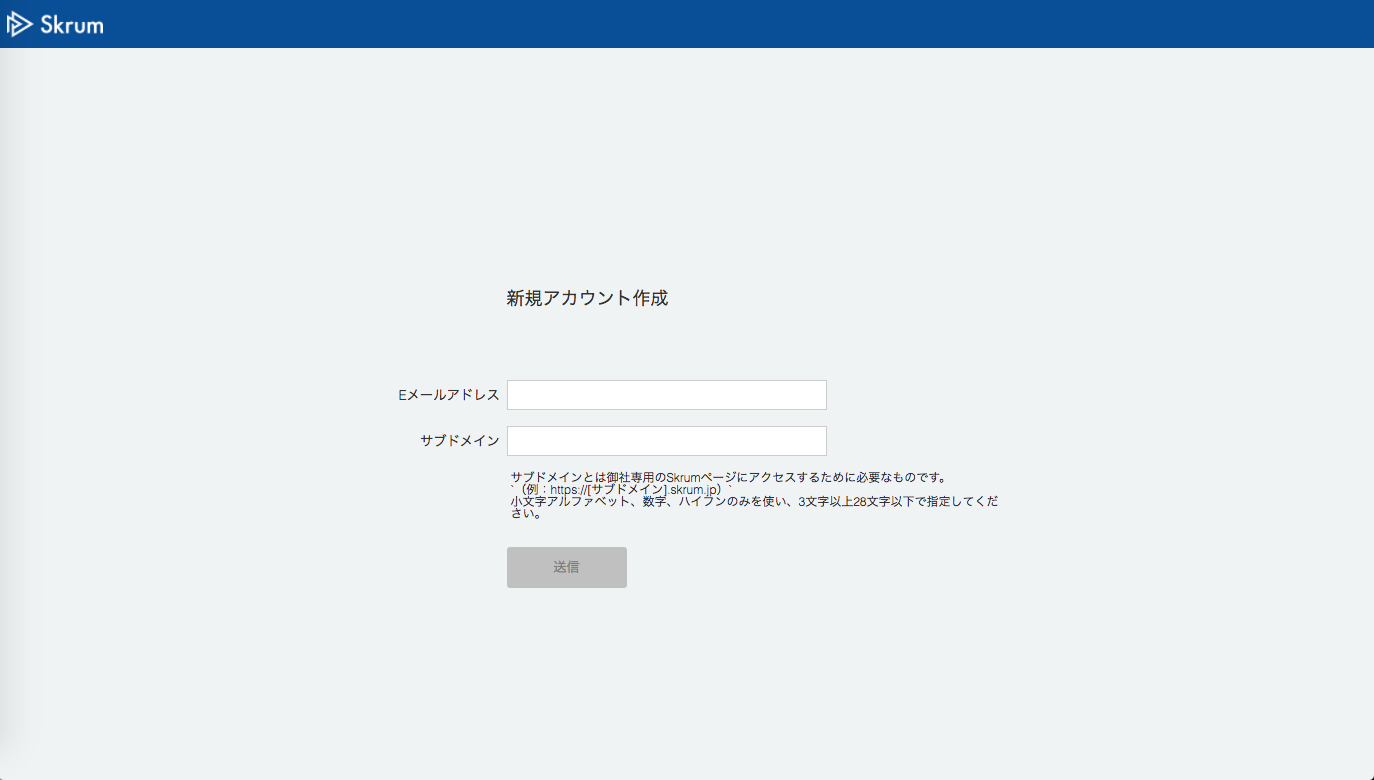 Skrum
新規アカウント作成
Eメールアドレス
サブドメイン
サブドメインとは御社専用のSkrumページにアクセスするために必要なものです。
`（例：https://[サブドメイン].skrum.jp）`
小文字アルファベット、数字、ハイフンのみを使い、3文字以上28文字以下で指定してくだ
さい。
送信